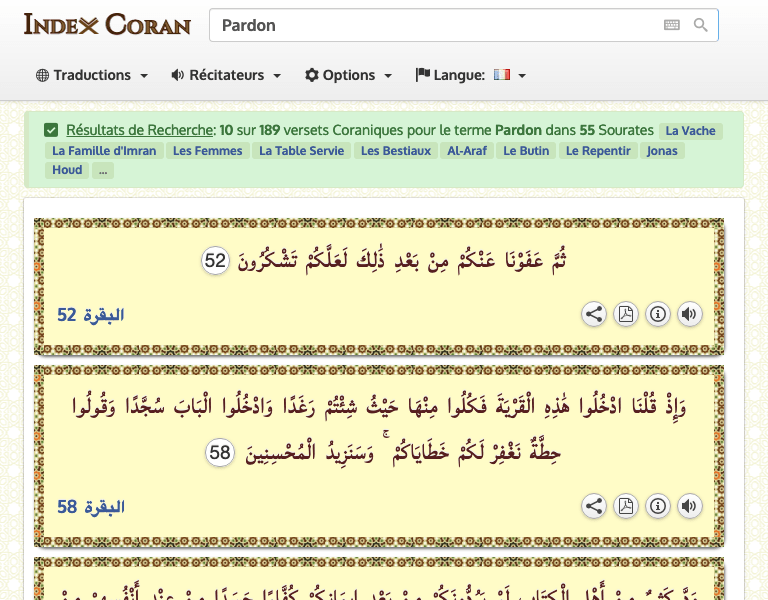 INDEX CORAN
Pardon
Traductions Récitateurs Options Langue:
Résultats de Recherche: 10 sur 189 versets Coraniques pour le terme Pardon dans 55 Sourates La Vache
La Famille d'Imran Les Femmes La Table Servie Les Bestiaux Al-Araf Le Butin Le Repentir Jonas
Houd ...
ثُمَّ عَفَوْنَا عَنْكُمْ مِنْ بَعْدِ ذَٰلِكَ لَعَلَّكُمْ تَشْكُرُونَ 52
البقرة 52
وَإِذْ قُلْنَا ادْخُلُوا هَٰذِهِ الْقَرْيَةَ فَكُلُوا مِنْهَا حَيْثُ شِئْتُمْ رَغَدًا وَادْخُلُوا الْبَابَ سُجَّدًا وَقُولُوا
حِطَّةٌ نَغْفِرْ لَكُمْ خَطَايَاكُمْ ۚ وَسَنَزِيدُ الْمُحْسِنِينَ 58
البقرة 58